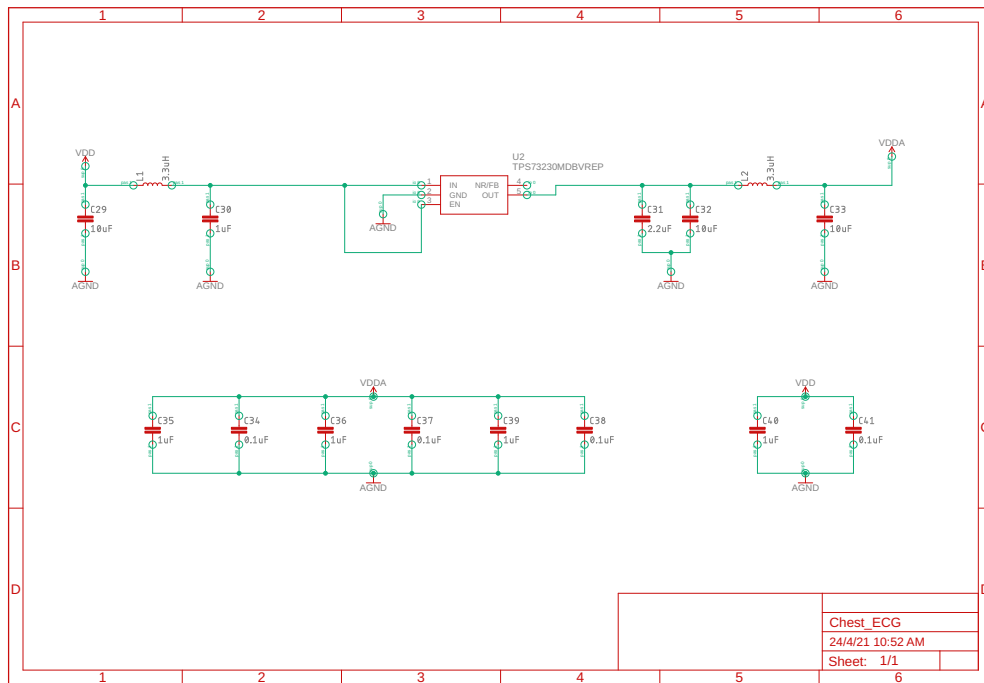 1 2 3 4 5 6
A A
VDD
L1
3.3uH
U2
TPS73230MDBVREP
L2
3.3uH
VDDA
1 IN NR/FB 4
2 GND OUT 5
3 EN
C29
10uF
C30
1uF
AGND
C31
2.2uF
C32
10uF
C33
10uF
B
AGND
AGND
AGND
AGND
VDDA
VDD
C
C35
1uF
C34
0.1uF
C36
1uF
C37
0.1uF
C39
1uF
C38
0.1uF
C40
1uF
C41
0.1uF
AGND
AGND
D
Chest_ECG
24/4/21 10:52 AM
Sheet: 1/1
1 2 3 4 5 6